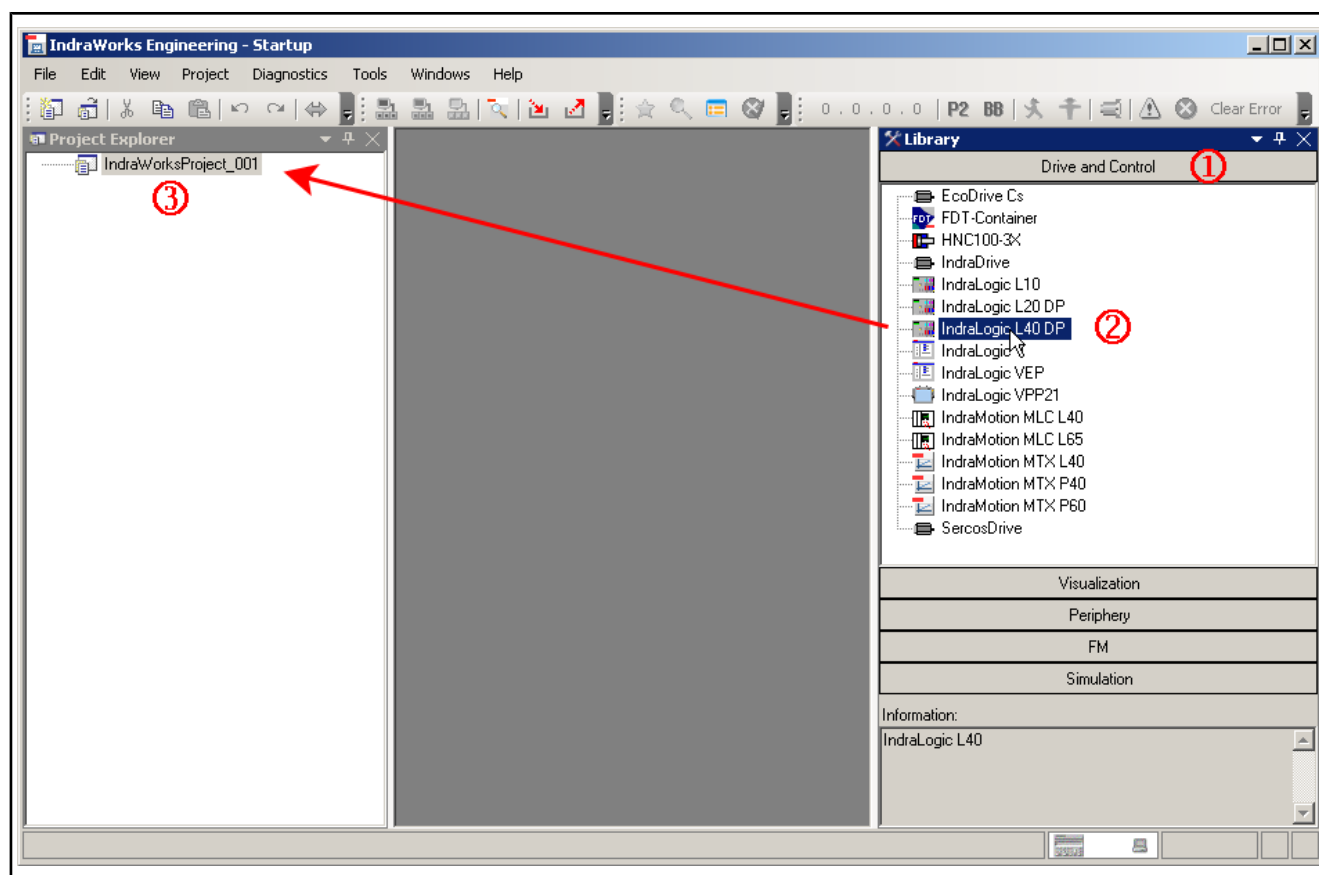 IndraWorks Engineering - Startup
File Edit View Project Diagnostics Tools Windows Help
0 . 0 . 0 . 0 P2 BB Clear Error
Project Explorer
IndraWorksProject_001
③
Library
Drive and Control ①
EcoDrive Cs
FDT FDT-Container
HNC100-3X
IndraDrive
IndraLogic L10
IndraLogic L20 DP
IndraLogic L40 DP ②
IndraLogic
IndraLogic VEP
IndraLogic VPP21
IndraMotion MLC L40
IndraMotion MLC L65
IndraMotion MTX L40
IndraMotion MTX P40
IndraMotion MTX P60
SercosDrive
Visualization
Periphery
FM
Simulation
Information:
IndraLogic L40